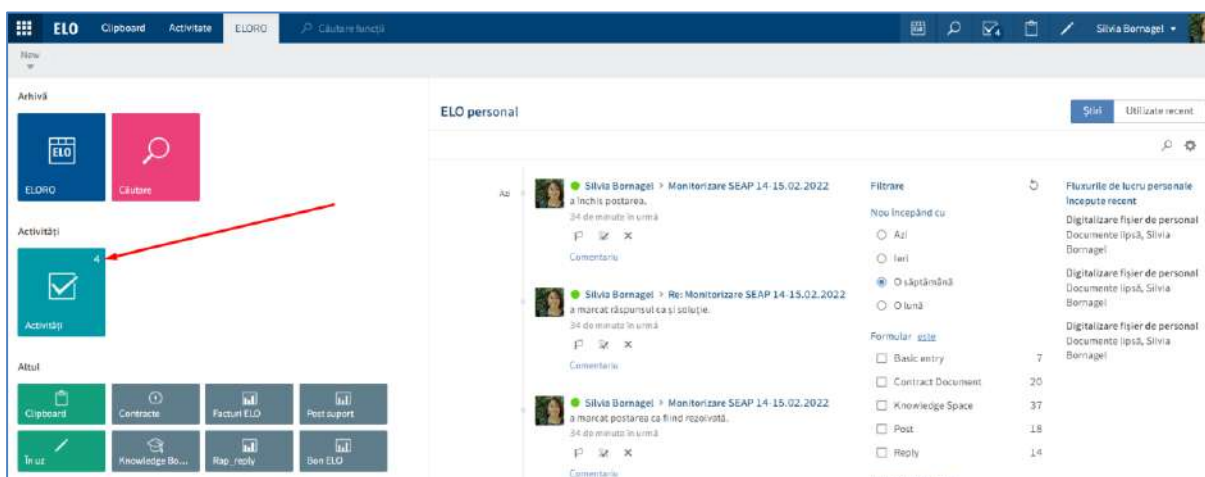 ELO Clipboard Activitate ELORO Căutare funcții 4 Silvia Bornagel
New
Arhivă
ELO
ELORO
Căutare
Activități
4
Activități
Altul
Clipboard
Contracte
Facturi ELO
Post suport
În uz
Knowledge Bo...
Rap_reply
Bon ELO
ELO personal
Știri
Utilizate recent
Azi
Silvia Bornagel > Monitorizare SEAP 14-15.02.2022
a închis postarea.
34 de minute în urmă
Comentariu
Silvia Bornagel > Re: Monitorizare SEAP 14-15.02.2022
a marcat răspunsul ca și soluție.
34 de minute în urmă
Comentariu
Silvia Bornagel > Monitorizare SEAP 14-15.02.2022
a marcat postarea ca fiind rezolvată.
34 de minute în urmă
Comentariu
Filtrare
Nou începând cu
Azi
Ieri
O săptămână
O lună
Formular este
Basic entry 7
Contract Document 20
Knowledge Space 37
Post 18
Reply 14
Fluxurile de lucru personale
începute recent
Digitalizare fișier de personal
Documente lipsă, Silvia
Bornagel
Digitalizare fișier de personal
Documente lipsă, Silvia
Bornagel
Digitalizare fișier de personal
Documente lipsă, Silvia
Bornagel